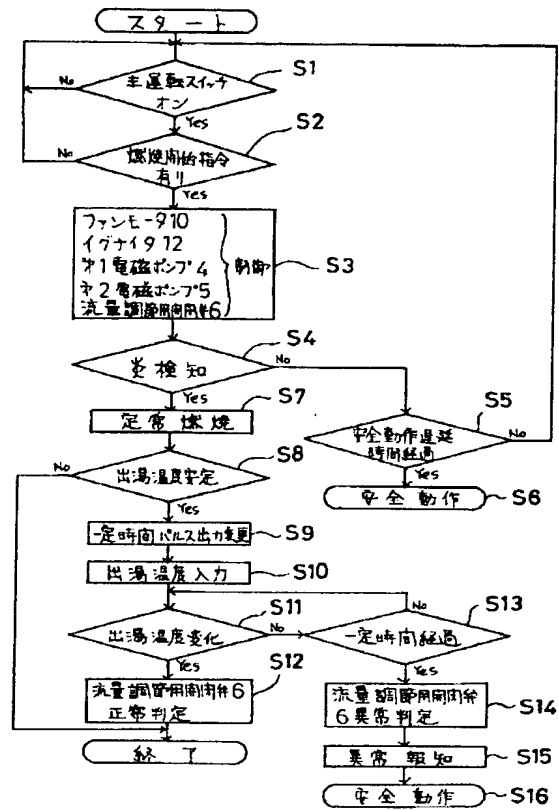 スタート
S1
主運転スイッチ
オン
No
Yes
S2
燃焼開始指令
有り
No
Yes
ファンモータ10
イグナイタ12
第1電磁ポンプ4
第2電磁ポンプ5
流量調節用開閉弁6
制御
S3
S4
炎検知
No
Yes
S7
定常燃焼
S5
安全動作遅延
時間経過
No
Yes
安全動作
S6
S8
出湯温度安定
No
Yes
一定時間パルス出力変更
S9
出湯温度入力
S10
S11
出湯温度変化
No
Yes
S13
一定時間経過
No
Yes
S12
流量調節用開閉弁6
正常判定
終了
流量調節用開閉弁
6異常判定
S14
異常報知
S15
安全動作
S16